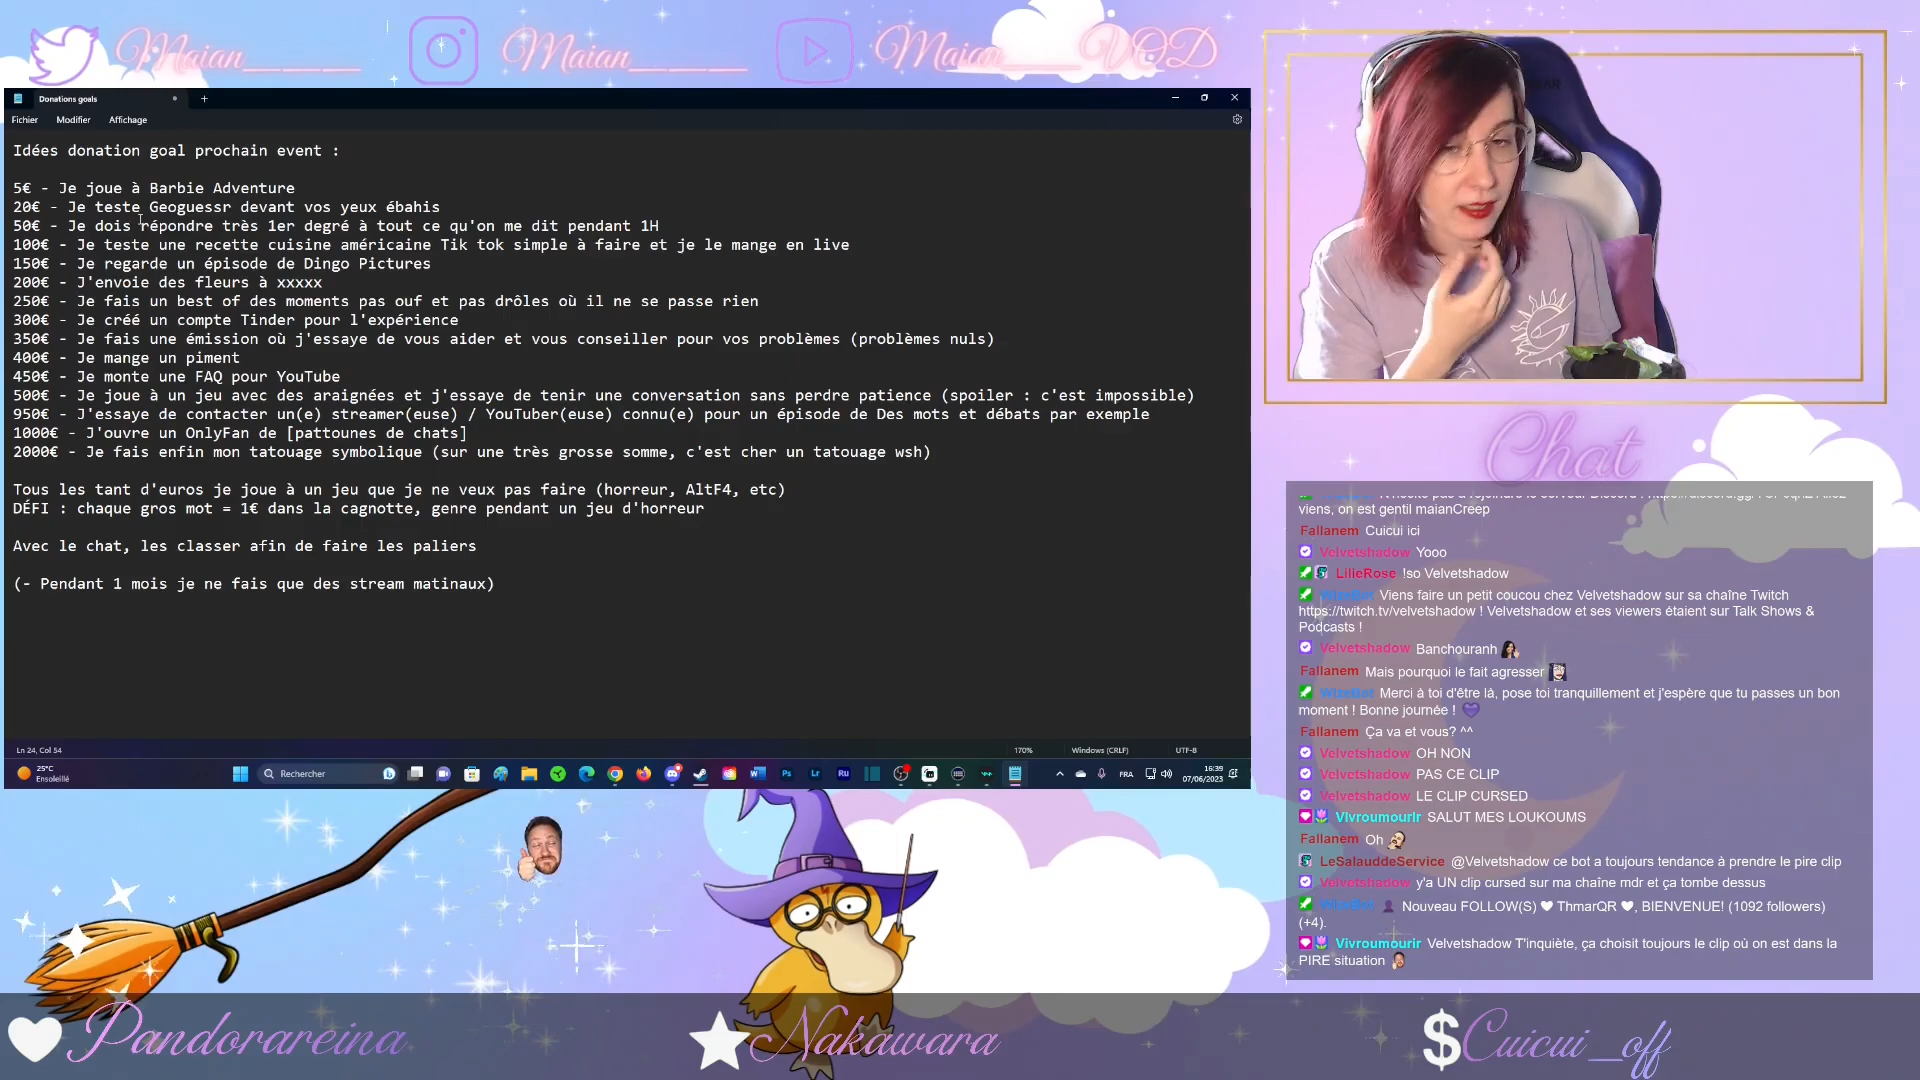 Maian____
Maian____
Maian____VOD
Donations goals
Fichier
Modifier
Affichage
Idées donation goal prochain event :
5€ - Je joue à Barbie Adventure
20€ - Je teste Geoguessr devant vos yeux ébahis
50€ - Je dois répondre très 1er degré à tout ce qu'on me dit pendant 1H
100€ - Je teste une recette cuisine américaine Tik tok simple à faire et je le mange en live
150€ - Je regarde un épisode de Dingo Pictures
200€ - J'envoie des fleurs à xxxxx
250€ - Je fais un best of des moments pas ouf et pas drôles où il ne se passe rien
300€ - Je créé un compte Tinder pour l'expérience
350€ - Je fais une émission où j'essaye de vous aider et vous conseiller pour vos problèmes (problèmes nuls)
400€ - Je mange un piment
450€ - Je monte une FAQ pour YouTube
500€ - Je joue à un jeu avec des araignées et j'essaye de tenir une conversation sans perdre patience (spoiler : c'est impossible)
950€ - J'essaye de contacter un(e) streamer(euse) / YouTuber(euse) connu(e) pour un épisode de Des mots et débats par exemple
1000€ - J'ouvre un OnlyFan de [pattounes de chats]
2000€ - Je fais enfin mon tatouage symbolique (sur une très grosse somme, c'est cher un tatouage wsh)
Tous les tant d'euros je joue à un jeu que je ne veux pas faire (horreur, AltF4, etc)
DÉFI : chaque gros mot = 1€ dans la cagnotte, genre pendant un jeu d'horreur
Avec le chat, les classer afin de faire les paliers
(- Pendant 1 mois je ne fais que des stream matinaux)
Ln 24, Col 54
170%
Windows (CRLF)
UTF-8
25°C
Ensoleillé
Rechercher
FRA
16:39
07/06/2023
Chat
viens, on est gentil maianCreep
Fallanem Cuicui ici
Velvetshadow Yooo
LilieRose !so Velvetshadow
WizeBot Viens faire un petit coucou chez Velvetshadow sur sa chaîne Twitch
https://twitch.tv/velvetshadow ! Velvetshadow et ses viewers étaient sur Talk Shows &
Podcasts !
Velvetshadow Banchouranh
Fallanem Mais pourquoi le fait agresser
WizeBot Merci à toi d'être là, pose toi tranquillement et j'espère que tu passes un bon
moment ! Bonne journée !
Fallanem Ça va et vous? ^^
Velvetshadow OH NON
Velvetshadow PAS CE CLIP
Velvetshadow LE CLIP CURSED
Vivroumourir SALUT MES LOUKOUMS
Fallanem Oh
LeSalauddeService @Velvetshadow ce bot a toujours tendance à prendre le pire clip
Velvetshadow y'a UN clip cursed sur ma chaîne mdr et ça tombe dessus
WizeBot Nouveau FOLLOW(S) ThmarQR , BIENVENUE! (1092 followers)
(+4).
Vivroumourir Velvetshadow T'inquiète, ça choisit toujours le clip où on est dans la
PIRE situation
Pandorareina
Nakawara
$Cuicui_off